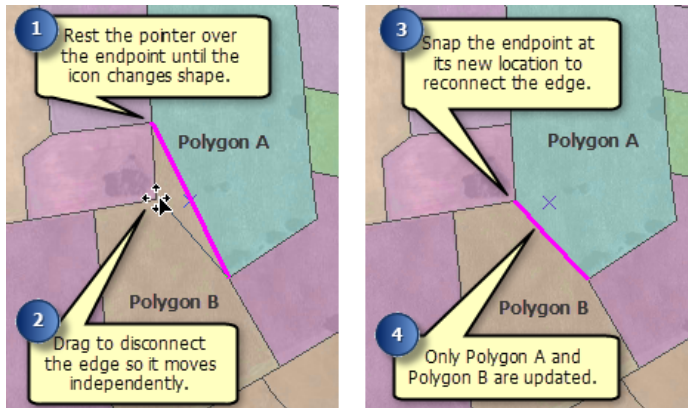 1
Rest the pointer over
the endpoint until the
icon changes shape.
Polygon A
Polygon B
2
Drag to disconnect
the edge so it moves
independently.
3
Snap the endpoint at
its new location to
reconnect the edge.
Polygon A
Polygon B
4
Only Polygon A and
Polygon B are updated.